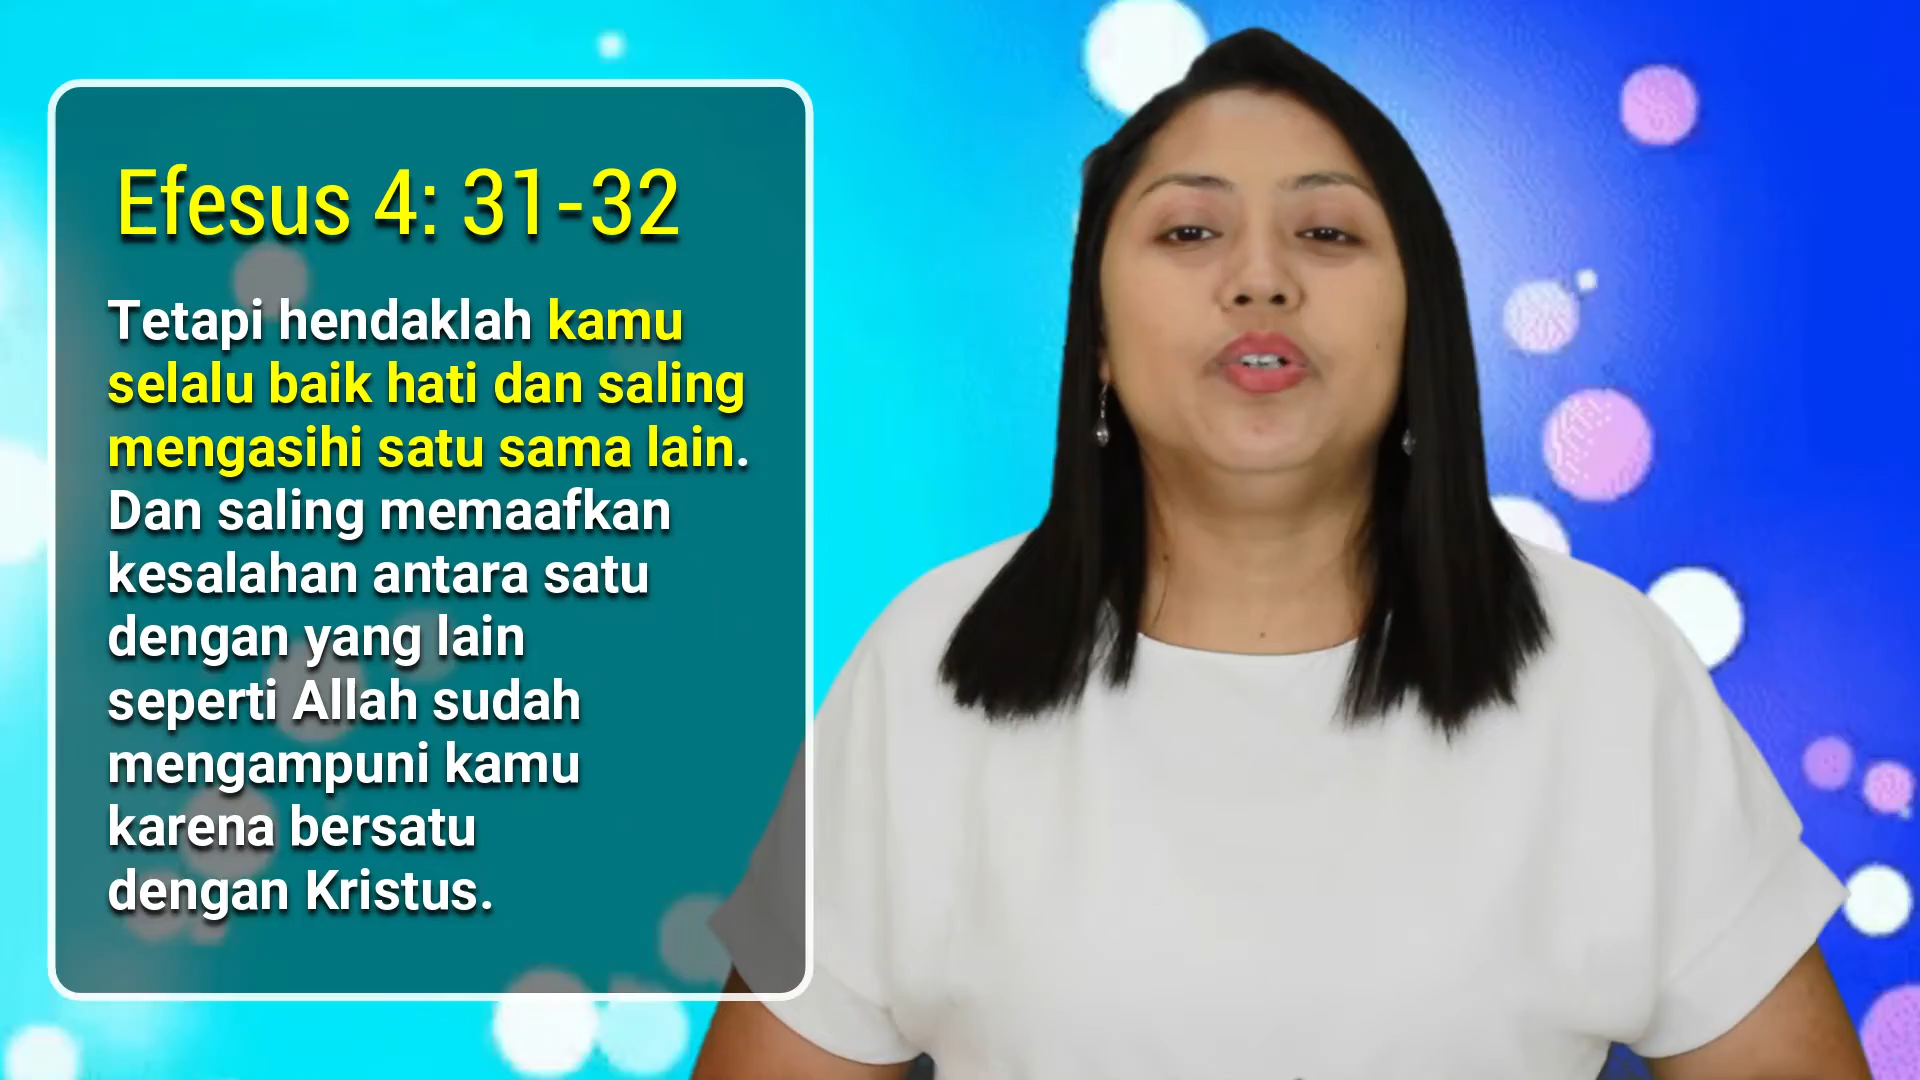 Efesus 4: 31-32
Tetapi hendaklah kamu
selalu baik hati dan saling
mengasihi satu sama lain.
Dan saling memaafkan
kesalahan antara satu
dengan yang lain
seperti Allah sudah
mengampuni kamu
karena bersatu
dengan Kristus.